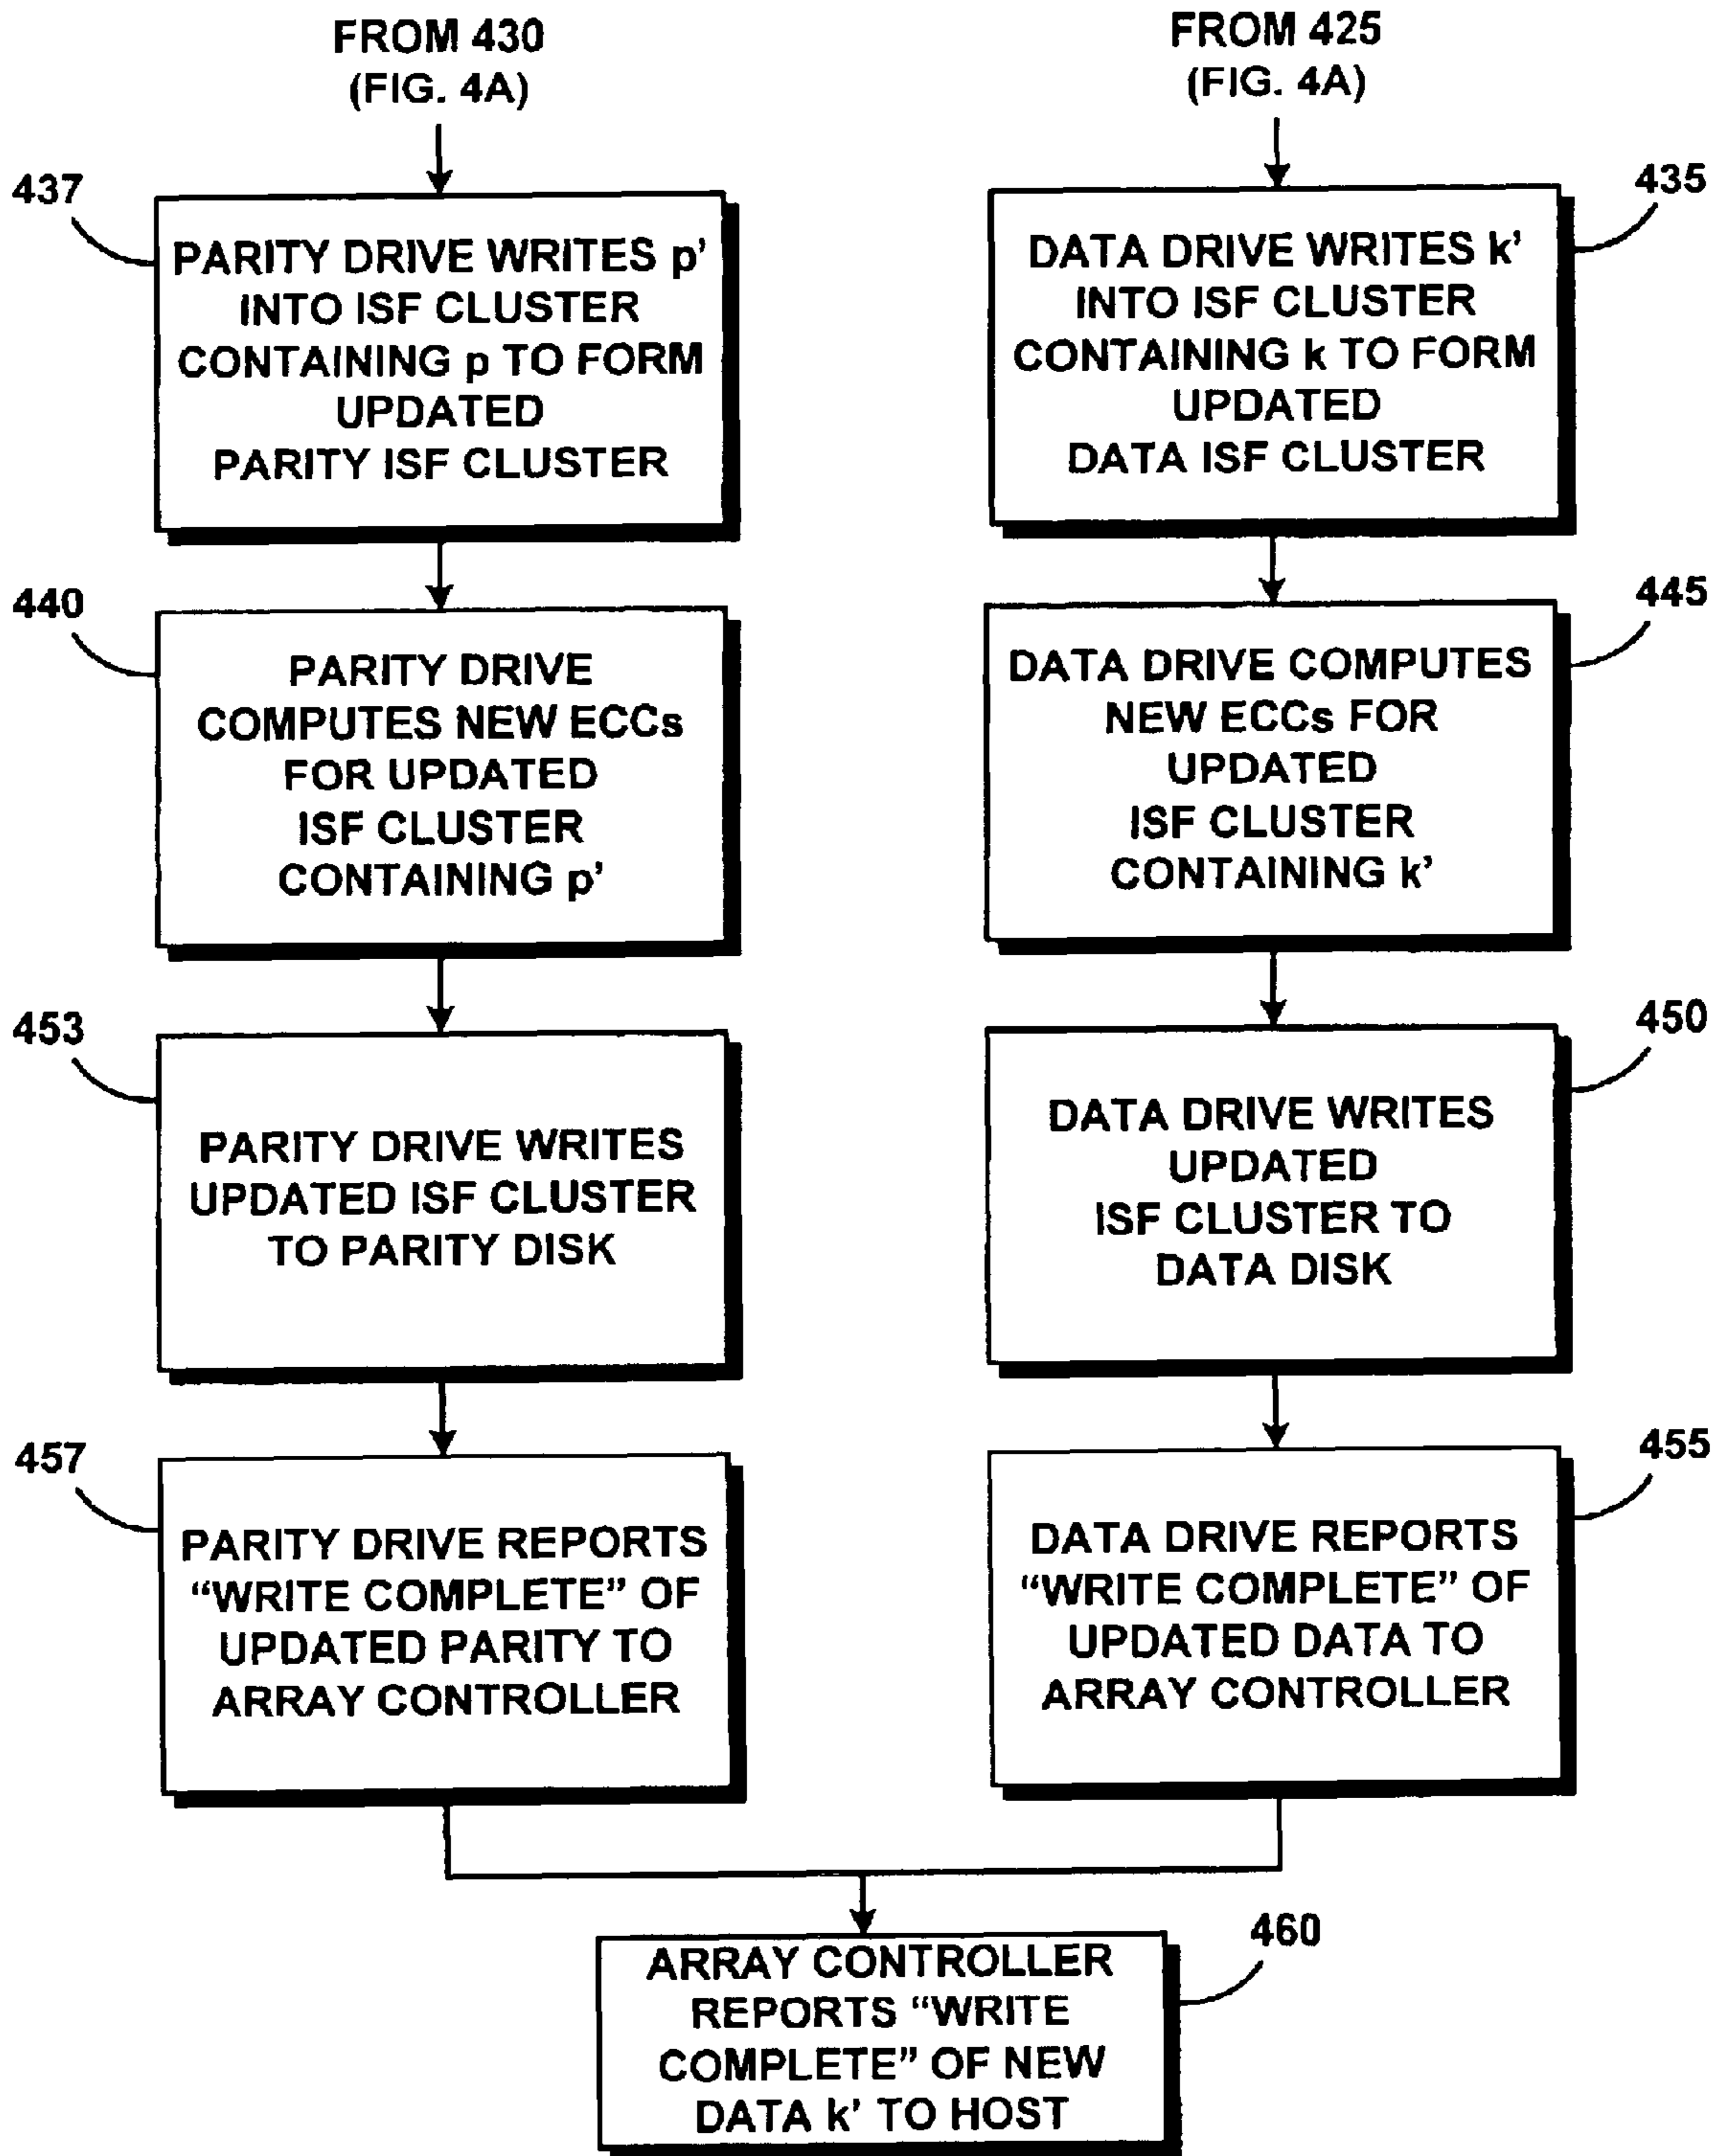 FROM 430
(FIG. 4A)
FROM 425
(FIG. 4A)
437
PARITY DRIVE WRITES p’
INTO ISF CLUSTER
CONTAINING p TO FORM
UPDATED
PARITY ISF CLUSTER
435
DATA DRIVE WRITES k’
INTO ISF CLUSTER
CONTAINING k TO FORM
UPDATED
DATA ISF CLUSTER
440
PARITY DRIVE
COMPUTES NEW ECCs
FOR UPDATED
ISF CLUSTER
CONTAINING p’
445
DATA DRIVE COMPUTES
NEW ECCs FOR
UPDATED
ISF CLUSTER
CONTAINING k’
453
PARITY DRIVE WRITES
UPDATED ISF CLUSTER
TO PARITY DISK
450
DATA DRIVE WRITES
UPDATED
ISF CLUSTER TO
DATA DISK
457
PARITY DRIVE REPORTS
“WRITE COMPLETE” OF
UPDATED PARITY TO
ARRAY CONTROLLER
455
DATA DRIVE REPORTS
“WRITE COMPLETE” OF
UPDATED DATA TO
ARRAY CONTROLLER
460
ARRAY CONTROLLER
REPORTS “WRITE
COMPLETE” OF NEW
DATA k’ TO HOST